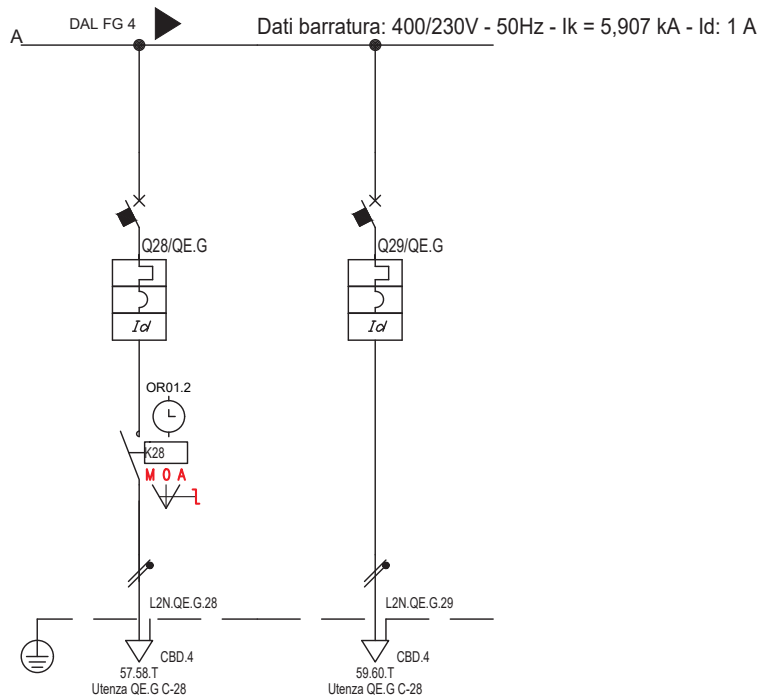 DAL FG 4
Dati barratura: 400/230V - 50Hz - Ik = 5,907 kA - Id: 1 A
A
Q28/QE.G
Q29/QE.G
Id
Id
OR01.2
K28
M 0 A
1
L2N.QE.G.28
L2N.QE.G.29
CBD.4
CBD.4
57.58.T
59.60.T
Utenza QE.G C-28
Utenza QE.G C-28